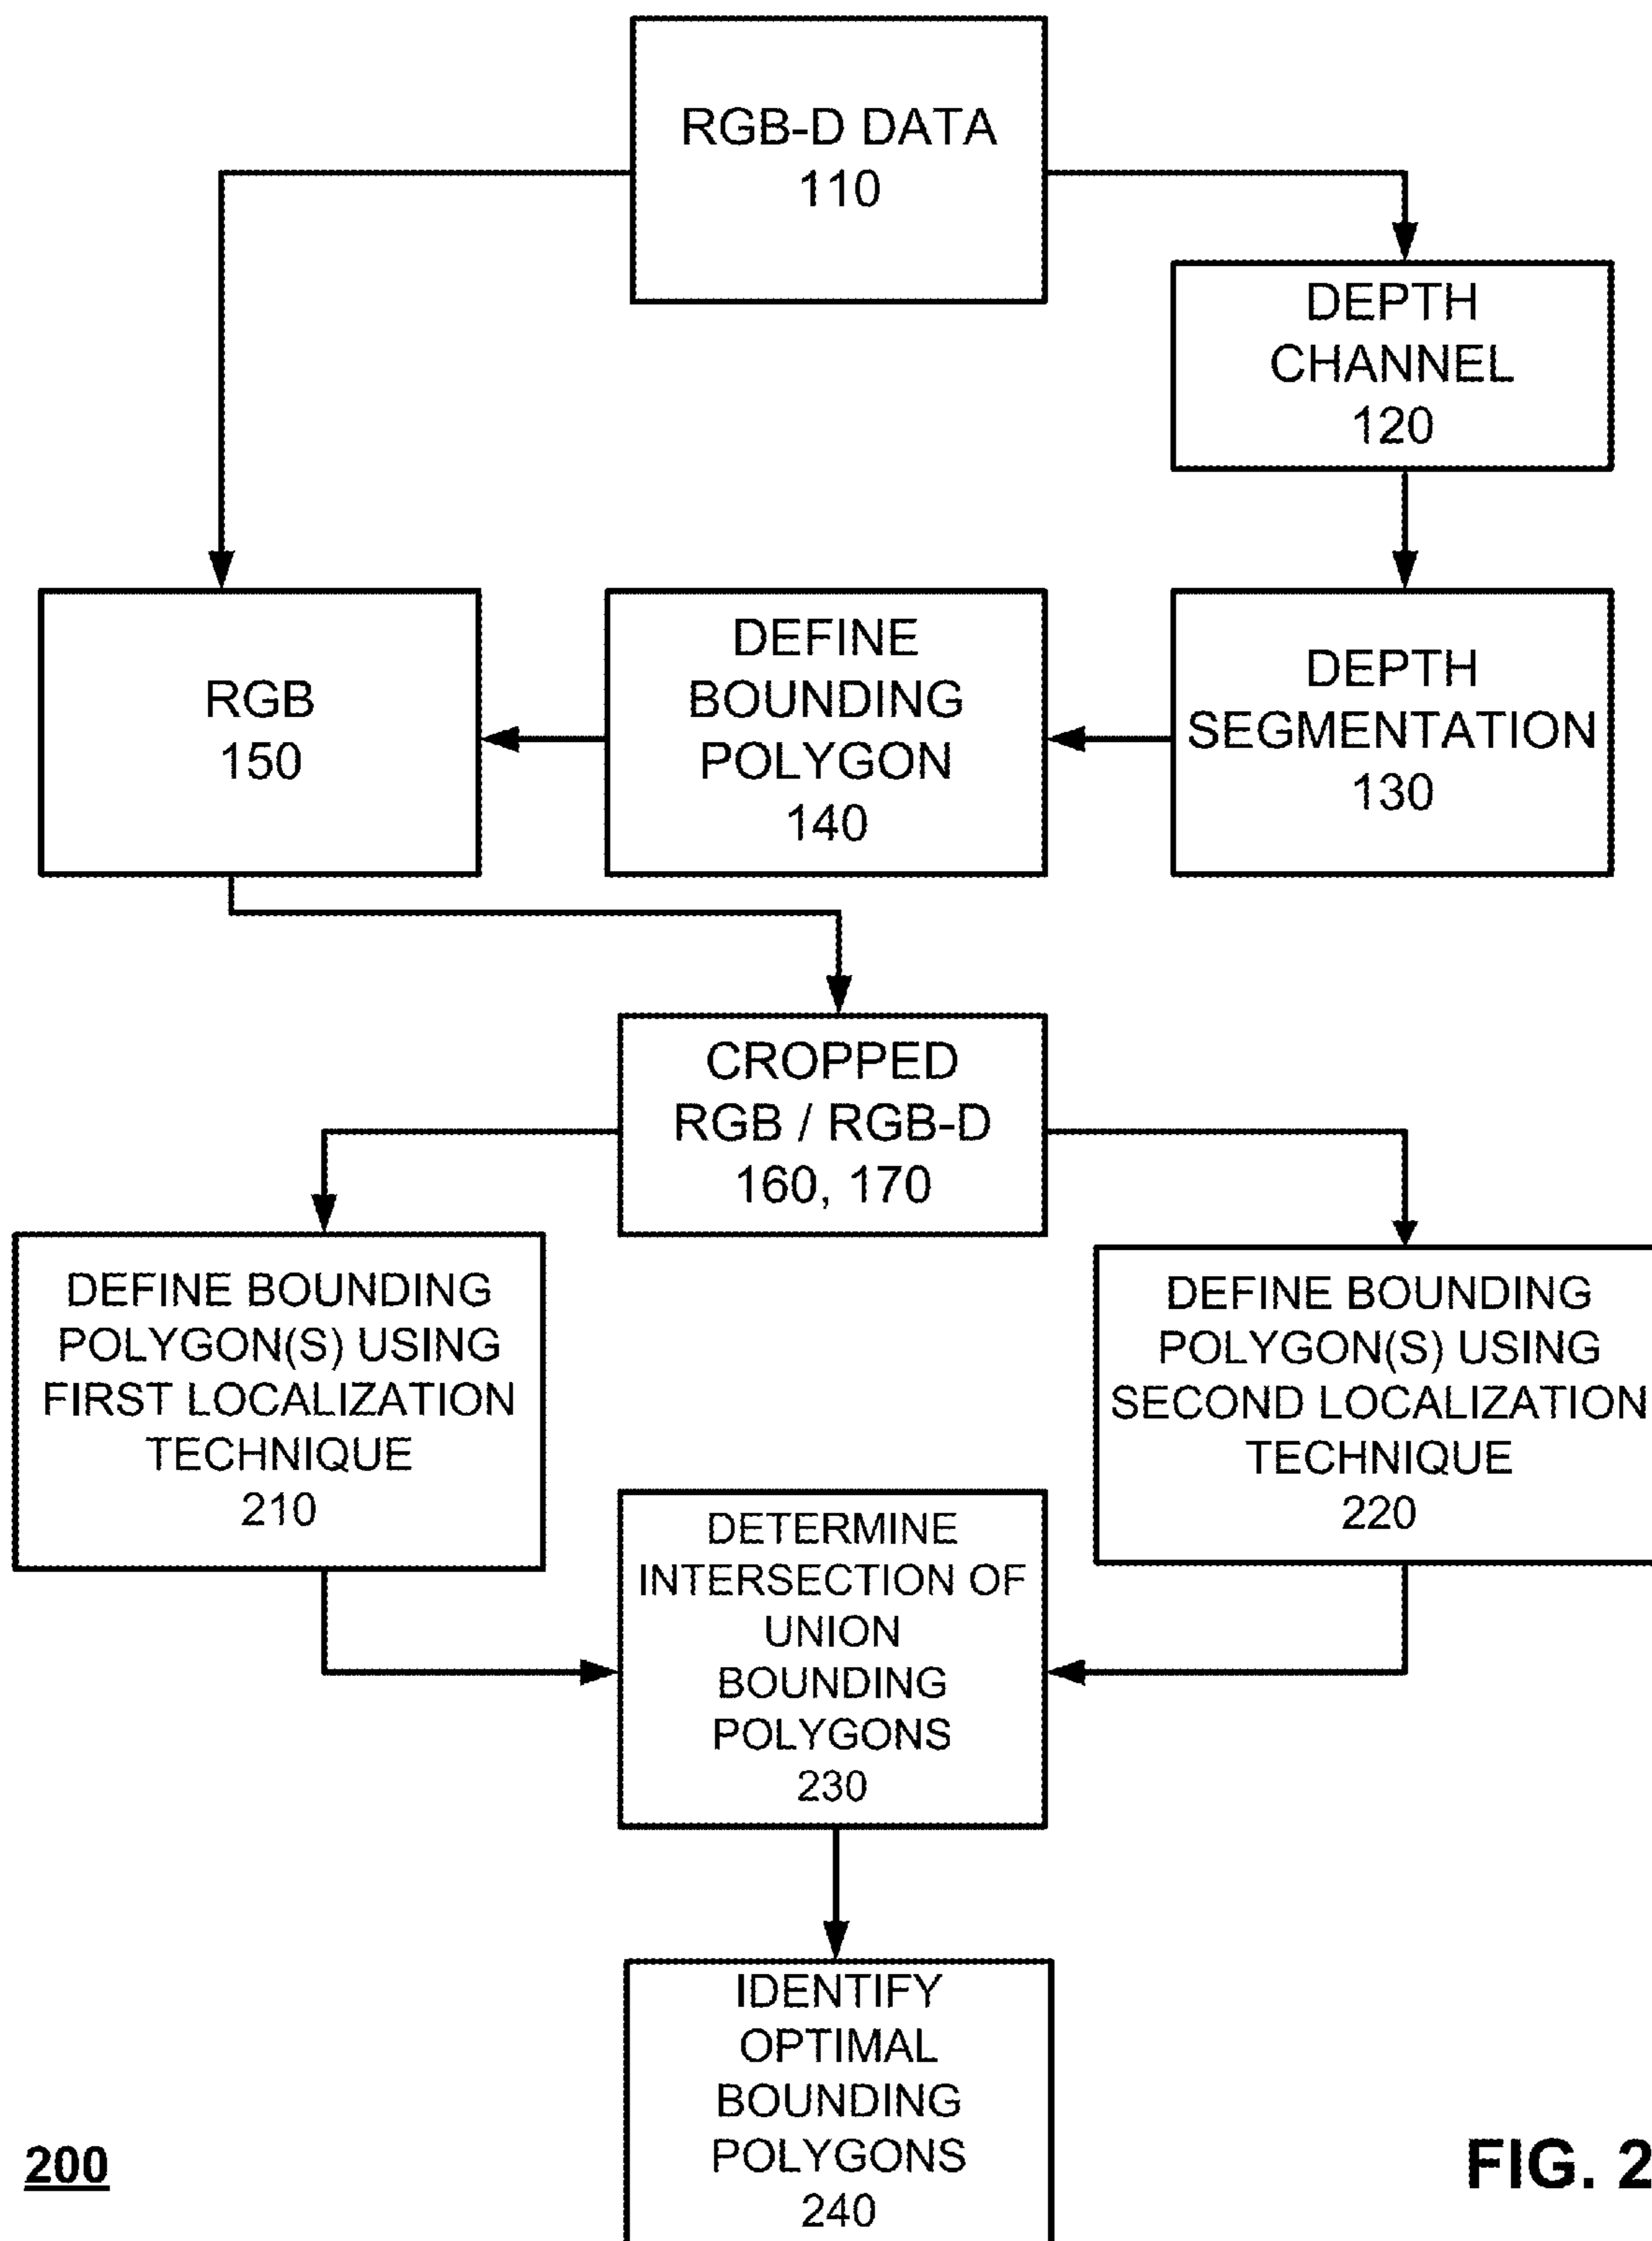 RGB-D DATA
110
DEPTH
CHANNEL
120
RGB
150
DEFINE
BOUNDING
POLYGON
140
DEPTH
SEGMENTATION
130
CROPPED
RGB / RGB-D
160, 170
DEFINE BOUNDING
POLYGON(S) USING
FIRST LOCALIZATION
TECHNIQUE
210
DEFINE BOUNDING
POLYGON(S) USING
SECOND LOCALIZATION
TECHNIQUE
220
DETERMINE
INTERSECTION OF
UNION
BOUNDING
POLYGONS
230
IDENTIFY
OPTIMAL
BOUNDING
POLYGONS
240
200
FIG. 2